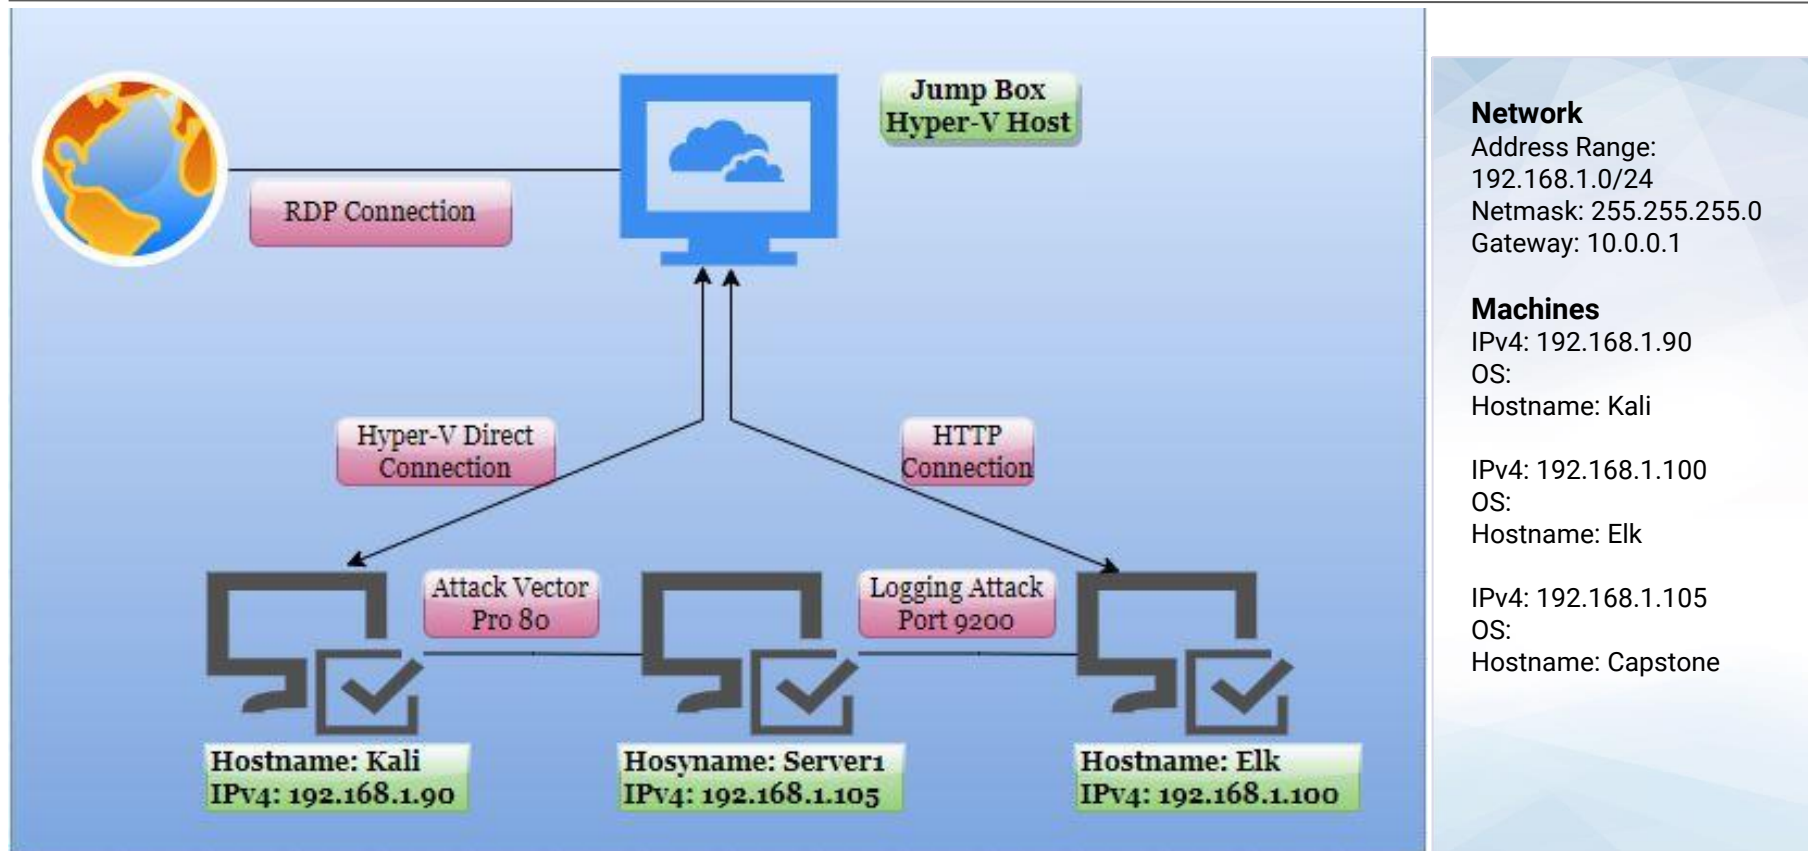 Jump Box
Hyper-V Host
RDP Connection
Hyper-V Direct
Connection
HTTP
Connection
Attack Vector
Pro 80
Logging Attack
Port 9200
Hostname: Kali
IPv4: 192.168.1.90
Hosyname: Server1
IPv4: 192.168.1.105
Hostname: Elk
IPv4: 192.168.1.100
Network
Address Range:
192.168.1.0/24
Netmask: 255.255.255.0
Gateway: 10.0.0.1
Machines
IPv4: 192.168.1.90
OS:
Hostname: Kali
IPv4: 192.168.1.100
OS:
Hostname: Elk
IPv4: 192.168.1.105
OS:
Hostname: Capstone